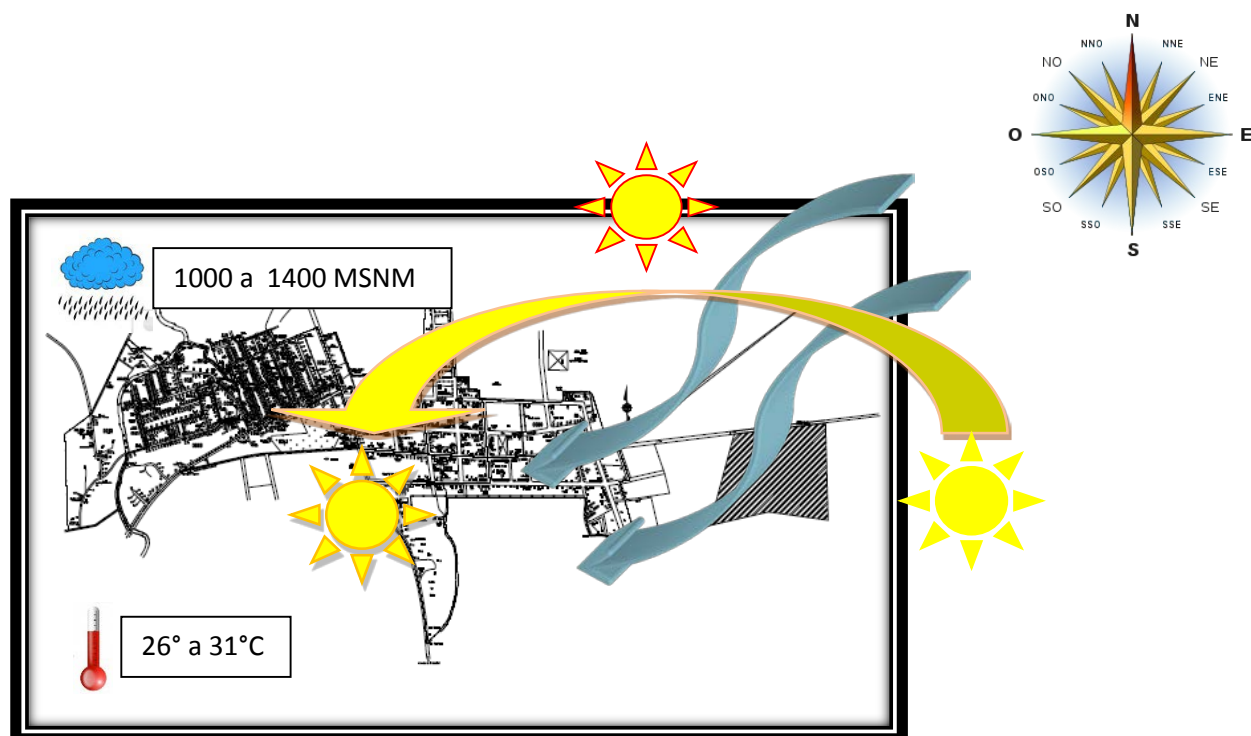 N
NNO NNE
NO NE
ONO ENE
O E
OSO ESE
SO SE
SSO SSE
S
1000 a 1400 MSNM
26° a 31°C